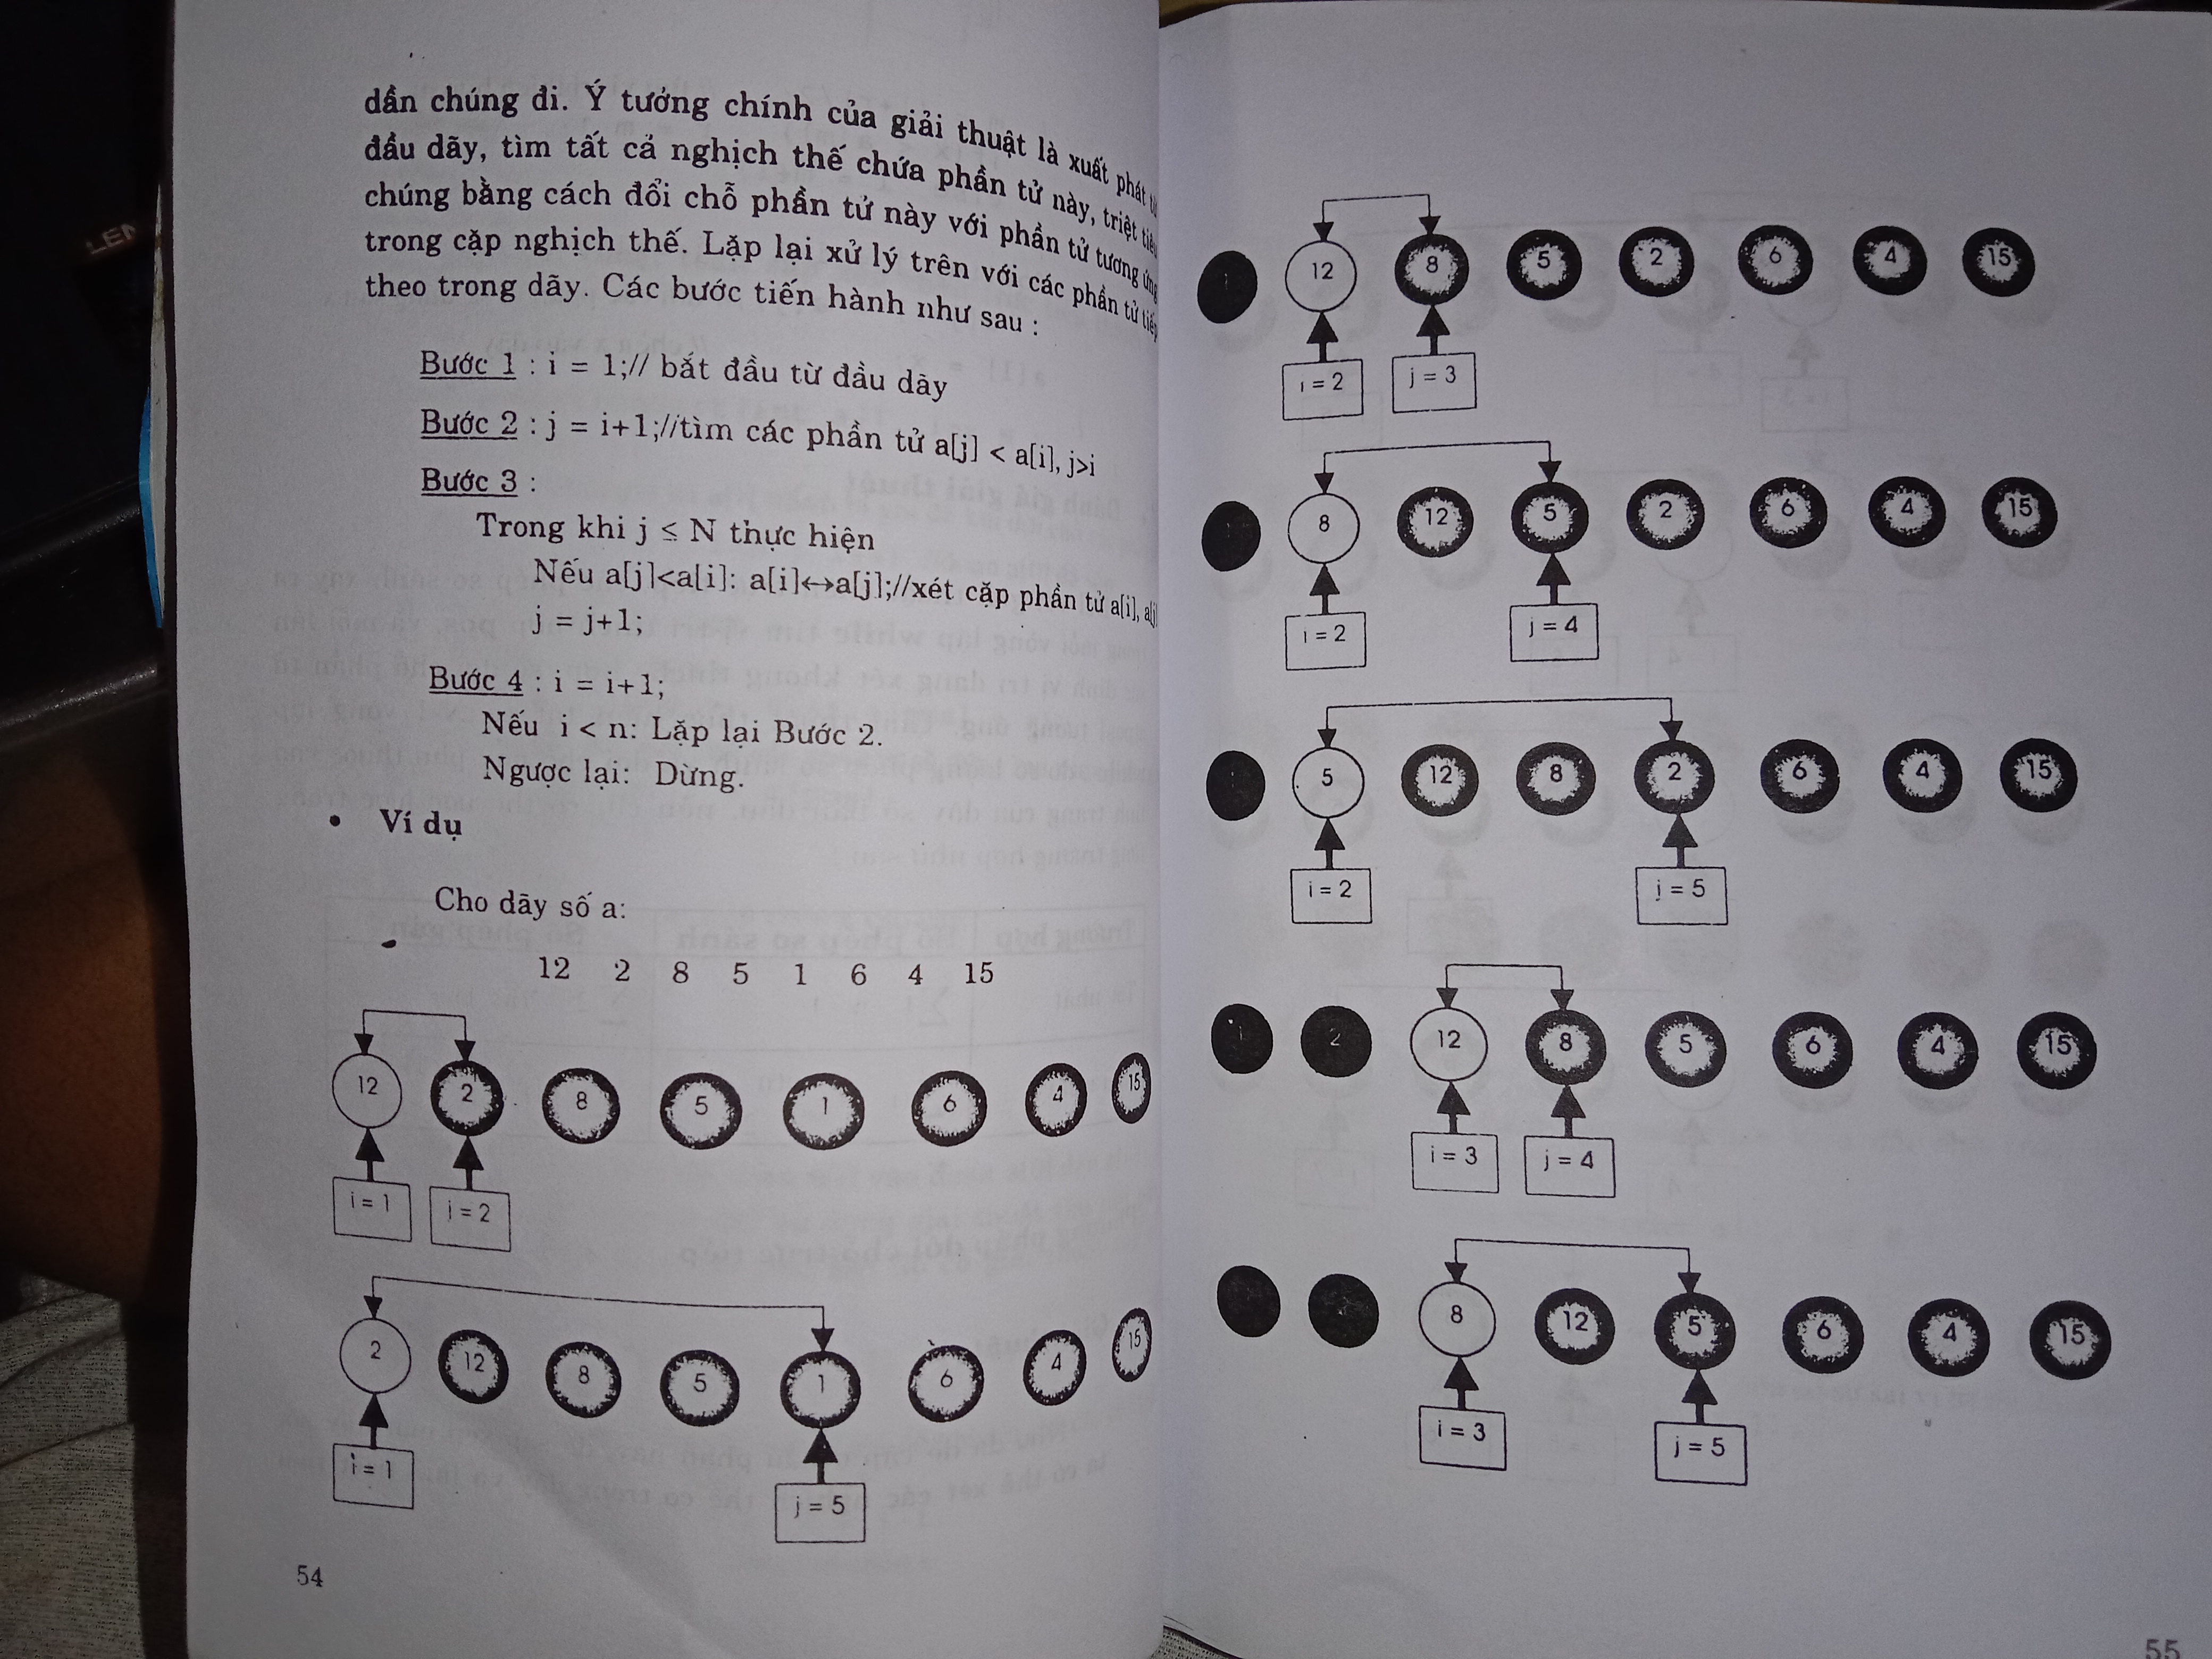 dần chúng đi. Ý tưởng chính của giải thuật là xuất phát từ
đầu dãy, tìm tất cả nghịch thế chứa phần tử này, triệt tiêu
chúng bằng cách đổi chỗ phần tử này với phần tử tương ứng
trong cặp nghịch thế. Lặp lại xử lý trên với các phần tử tiếp
theo trong dãy. Các bước tiến hành như sau :
Bước 1 : i = 1;// bắt đầu từ đầu dãy
Bước 2 : j = i+1;//tìm các phần tử a[j] < a[i], j>i
Bước 3 :
Trong khi j ≤ N thực hiện
Nếu a[j]<a[i]: a[i]↔a[j];//xét cặp phần tử a[i], a[j]
j = j+1;
Bước 4 : i = i+1;
Nếu i < n: Lặp lại Bước 2.
Ngược lại: Dừng.
• Ví dụ
Cho dãy số a:
12 2 8 5 1 6 4 15
12 2 8 5 1 6 4 15
i = 1 j = 2
2 12 8 5 1 6 4 15
i = 1 j = 5
54
1 12 8 5 2 6 4 15
i = 2 j = 3
8 12 5 2 6 4 15
i = 2 j = 4
5 12 8 2 6 4 15
i = 2 j = 5
1 2 12 8 5 6 4 15
i = 3 j = 4
8 12 5 6 4 15
i = 3 j = 5
55